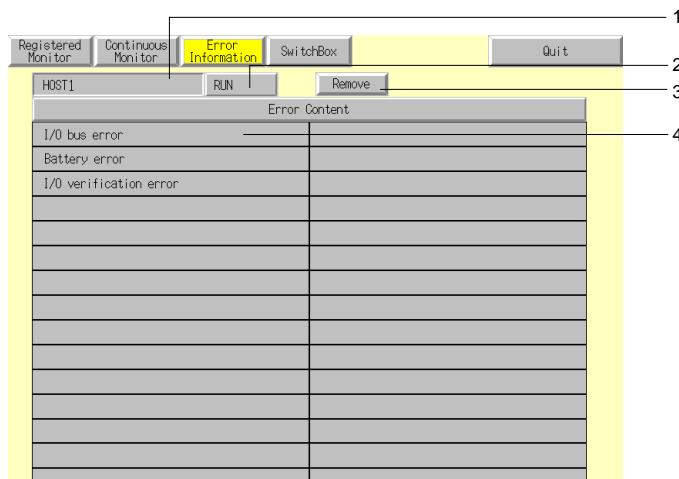 1
Registered Continuous Error SwitchBox Quit
Monitor Monitor Information
2
HOST1 RUN Remove
3
Error Content
I/O bus error
4
Battery error
I/O verification error